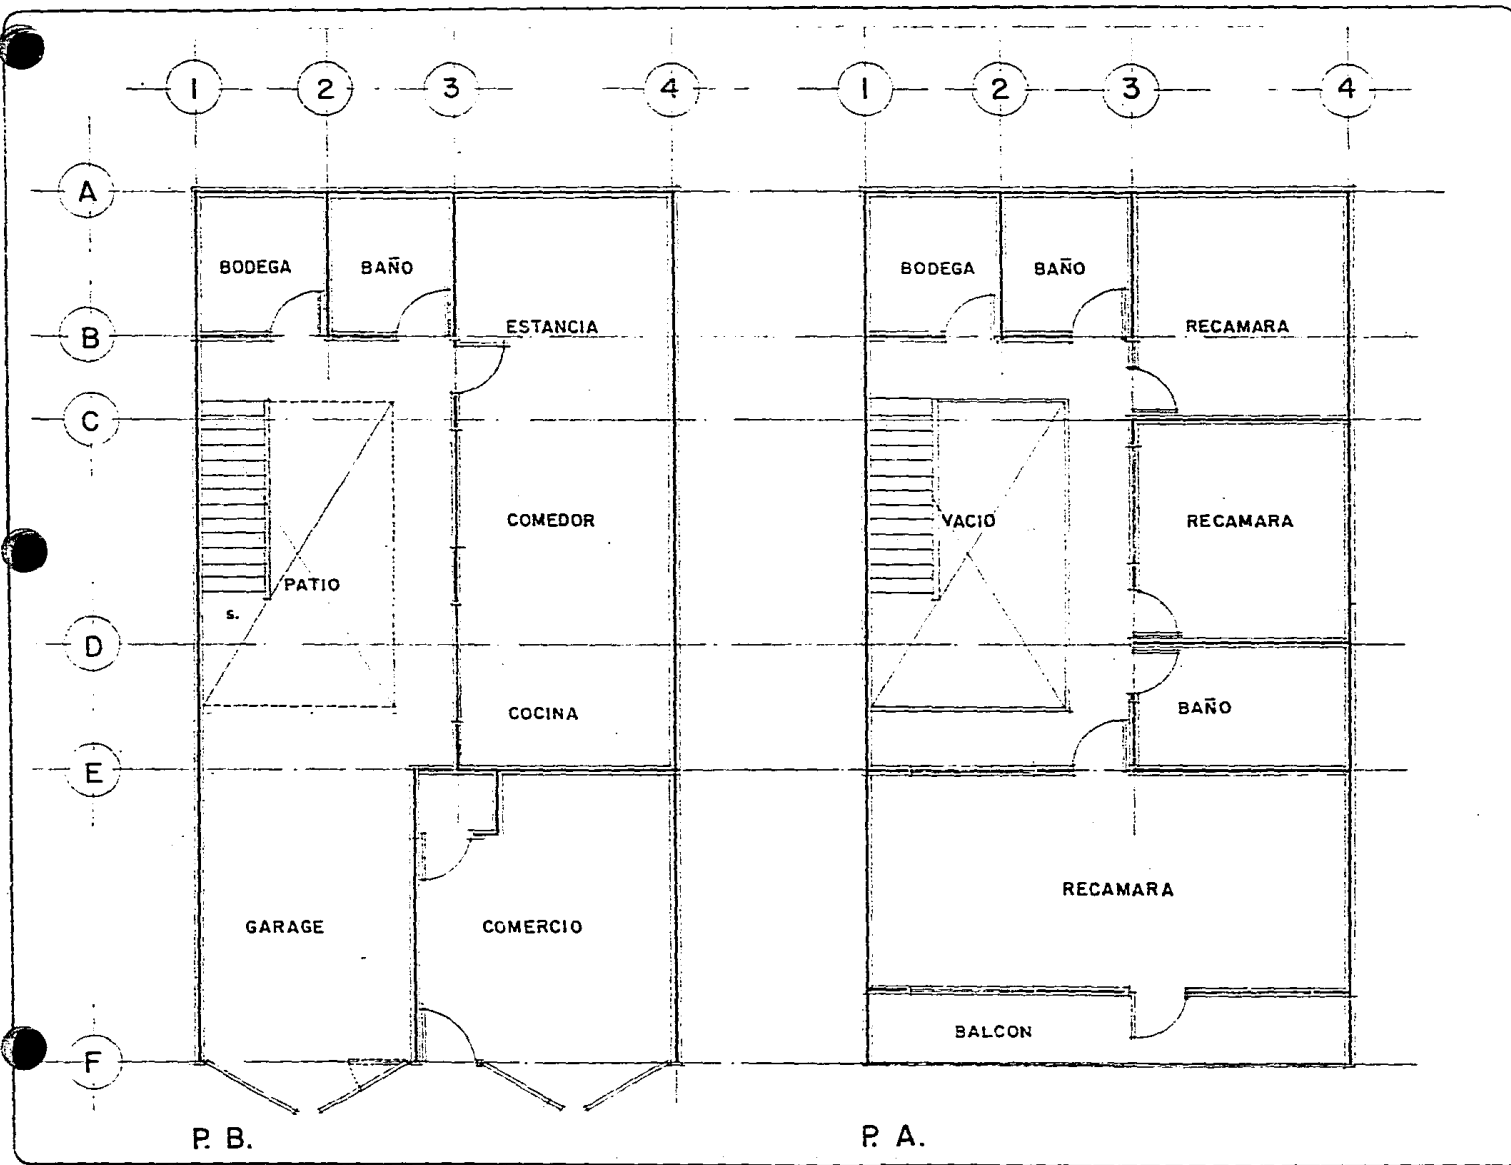 1 2 3 4 1 2 3 4
A
BODEGA BAÑO BODEGA BAÑO
B
ESTANCIA RECAMARA
C
COMEDOR VACIO RECAMARA
PATIO
S.
D
COCINA BAÑO
E
RECAMARA
GARAGE COMERCIO
BALCON
F
P. B. P. A.